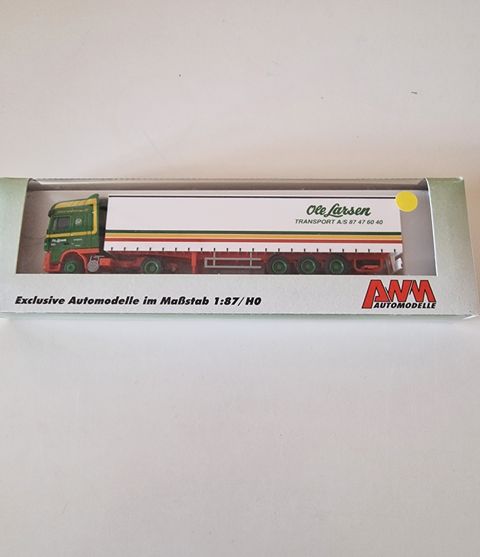 Ole Larsen
TRANSPORT A/S 87 47 60 40
Exclusive Automodelle im Maßstab 1:87/H0
AWM
AUTOMODELLE